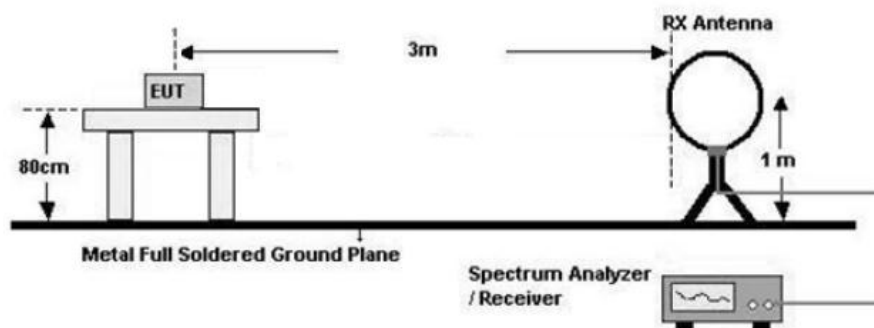 RX Antenna
3m
EUT
80cm
1 m
Metal Full Soldered Ground Plane
Spectrum Analyzer
/ Receiver